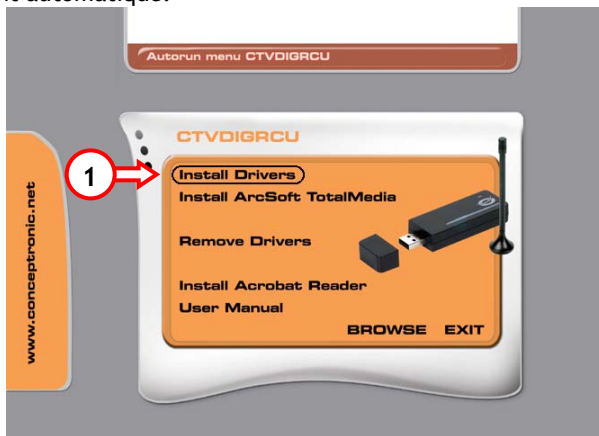 t automatique.
Autorun menu CTVDIGRCU
CTVDIGRCU
1
Install Drivers
Install ArcSoft TotalMedia
Remove Drivers
Install Acrobat Reader
User Manual
BROWSE EXIT
www.conceptronic.net